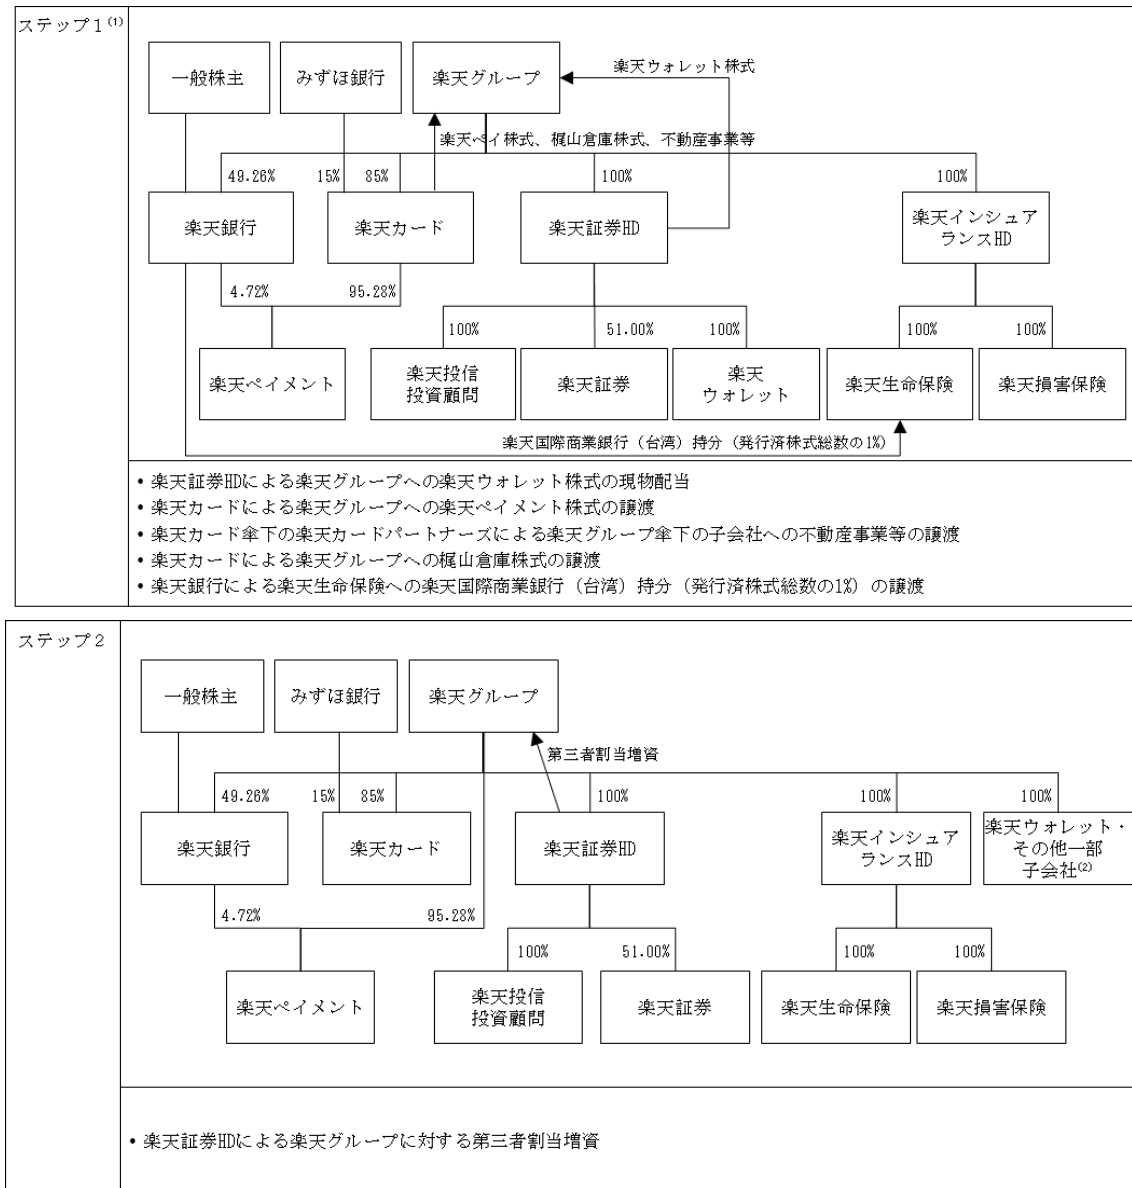 ステップ1⁽¹⁾
一般株主
みずほ銀行
楽天グループ
楽天ウォレット株式
楽天ペイ株式、梶山倉庫株式、不動産事業等
49.26%
15%
85%
100%
100%
楽天銀行
楽天カード
楽天証券HD
楽天インシュア
ランスHD
4.72%
95.28%
100%
51.00%
100%
100%
100%
楽天ペイメント
楽天投信
投資顧問
楽天証券
楽天
ウォレット
楽天生命保険
楽天損害保険
楽天国際商業銀行（台湾）持分（発行済株式総数の1%）
・楽天証券HDによる楽天グループへの楽天ウォレット株式の現物配当
・楽天カードによる楽天グループへの楽天ペイメント株式の譲渡
・楽天カード傘下の楽天カードパートナーズによる楽天グループ傘下の子会社への不動産事業等の譲渡
・楽天カードによる楽天グループへの梶山倉庫株式の譲渡
・楽天銀行による楽天生命保険への楽天国際商業銀行（台湾）持分（発行済株式総数の1%）の譲渡
ステップ2
一般株主
みずほ銀行
楽天グループ
第三者割当増資
49.26%
15%
85%
100%
100%
100%
楽天銀行
楽天カード
楽天証券HD
楽天インシュア
ランスHD
楽天ウォレット・
その他一部
子会社⁽²⁾
4.72%
95.28%
100%
51.00%
100%
100%
楽天ペイメント
楽天投信
投資顧問
楽天証券
楽天生命保険
楽天損害保険
・楽天証券HDによる楽天グループに対する第三者割当増資